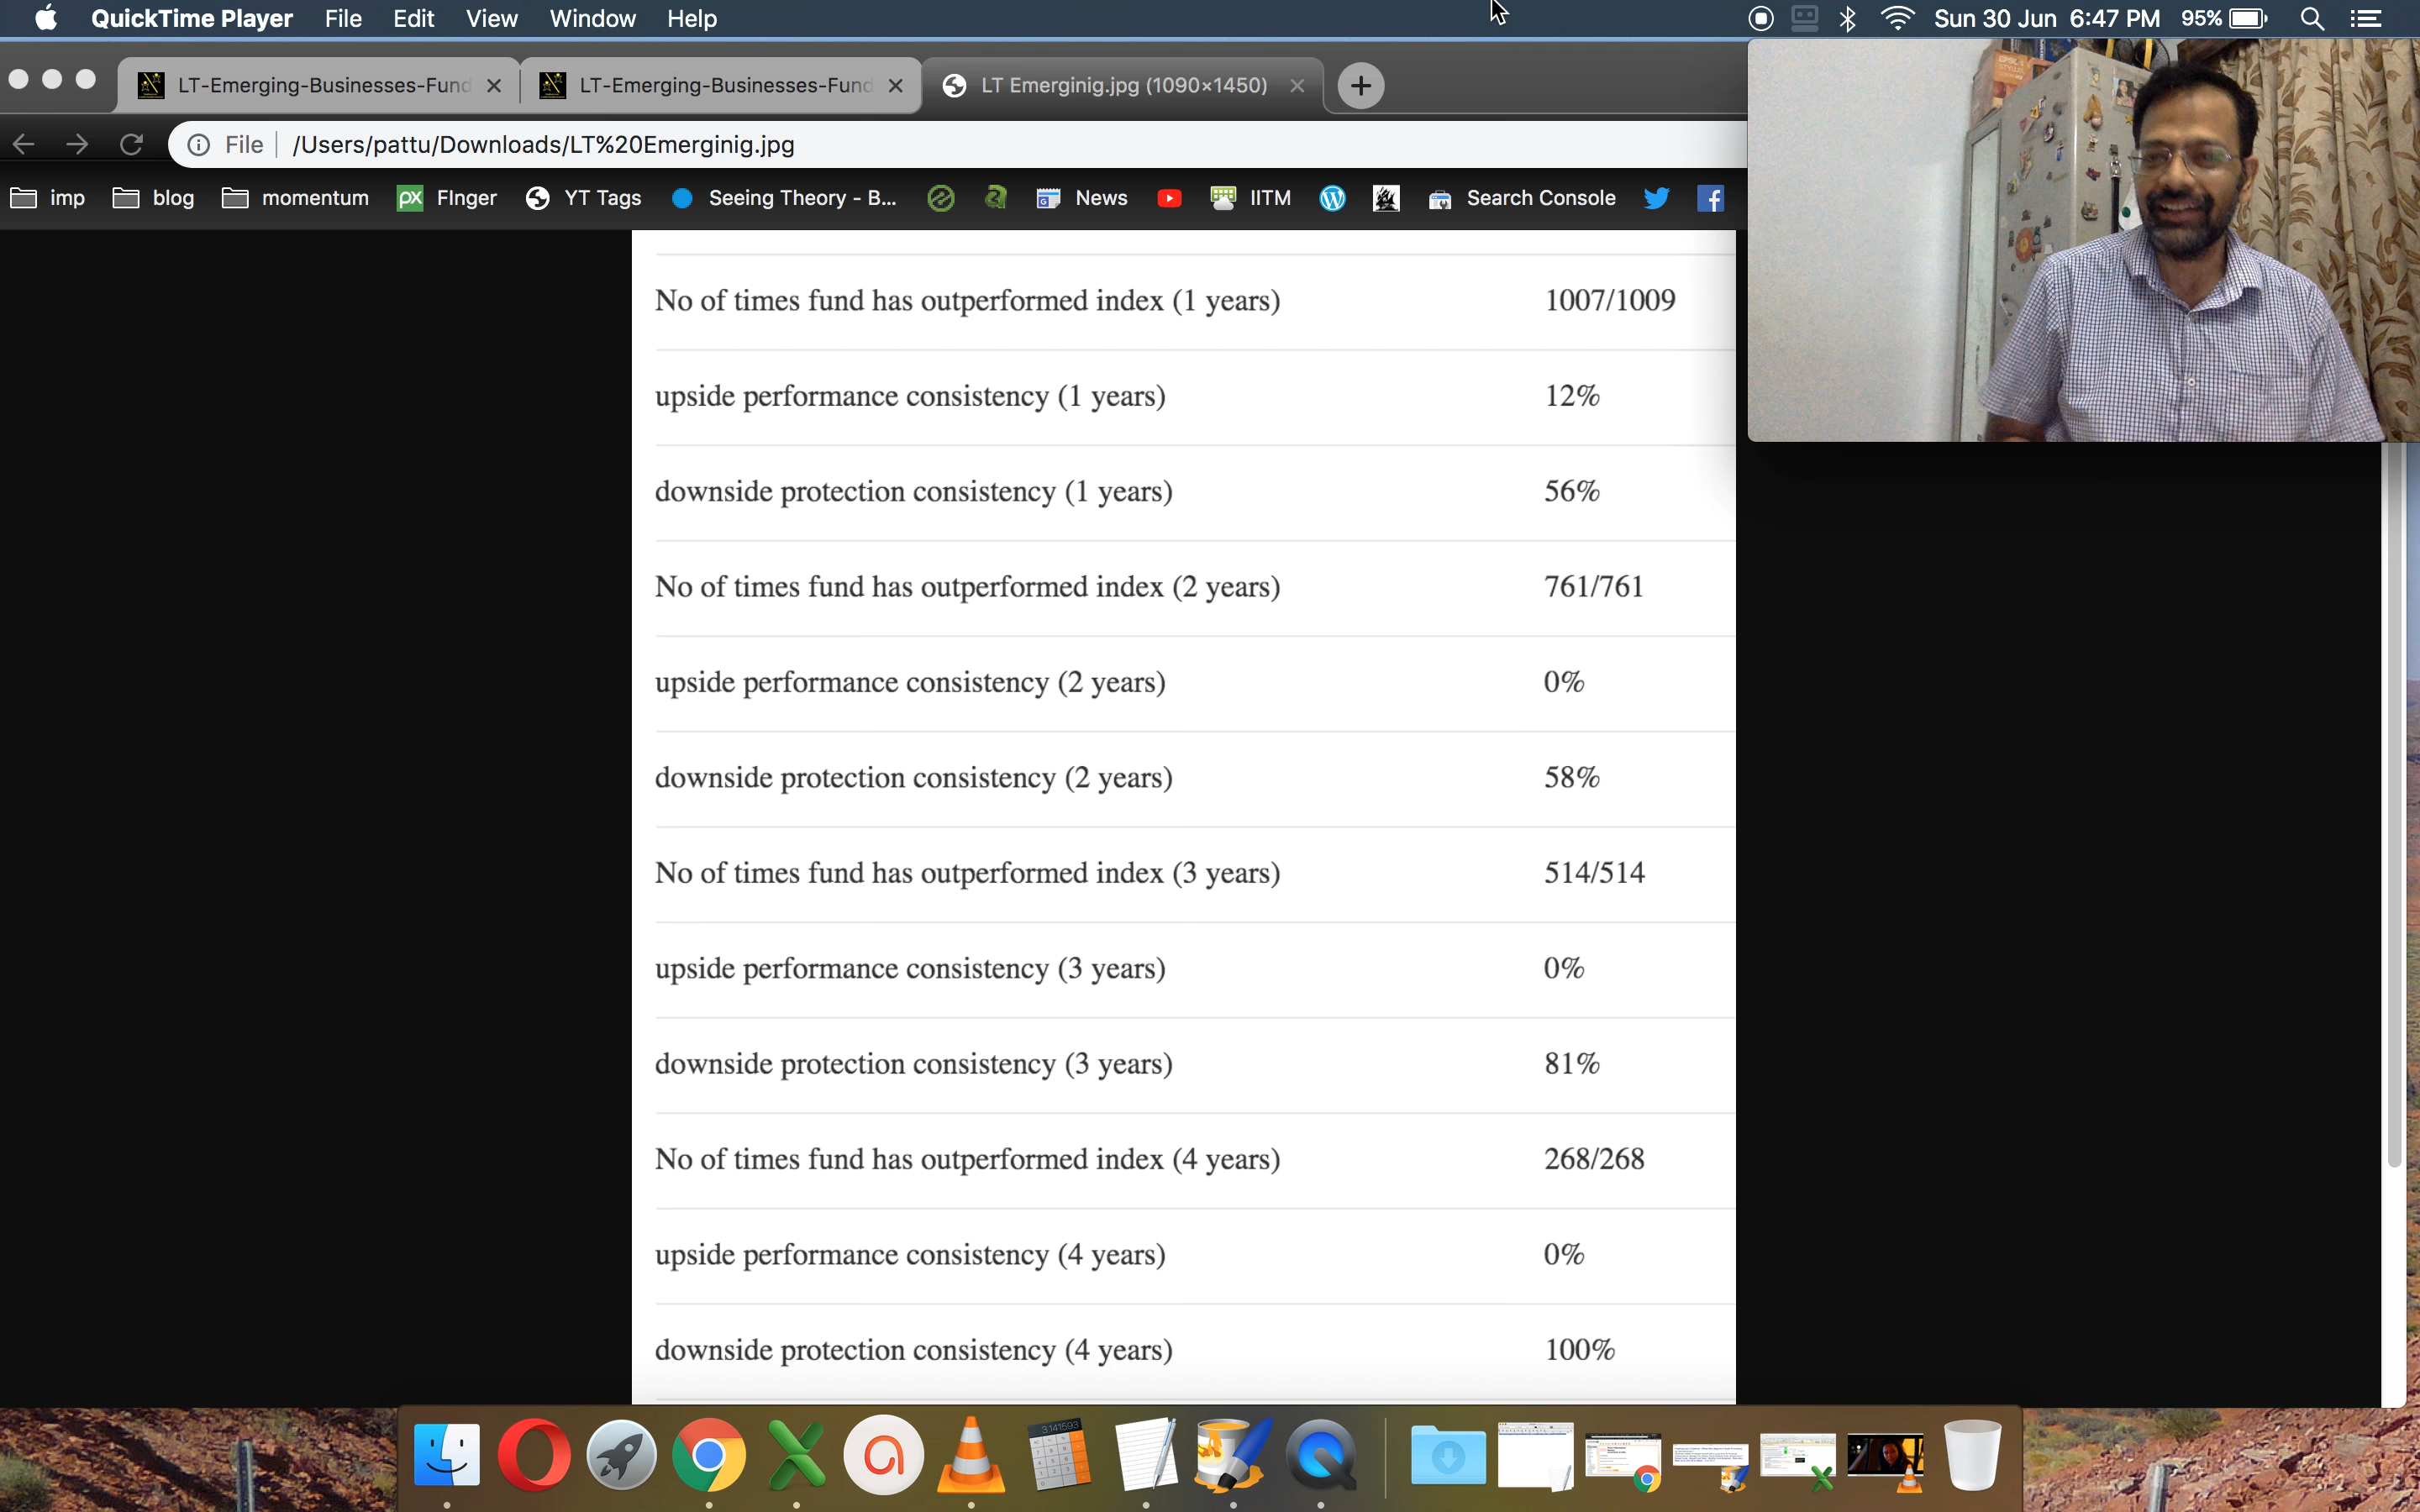 QuickTime Player File Edit View Window Help Sun 30 Jun 6:47 PM 95%
LT-Emerging-Businesses-Fund LT-Emerging-Businesses-Fund LT Emerginig.jpg (1090×1450)
File /Users/pattu/Downloads/LT%20Emerginig.jpg
imp blog momentum px FInger YT Tags Seeing Theory - B... News IITM Search Console
No of times fund has outperformed index (1 years) 1007/1009
upside performance consistency (1 years) 12%
downside protection consistency (1 years) 56%
No of times fund has outperformed index (2 years) 761/761
upside performance consistency (2 years) 0%
downside protection consistency (2 years) 58%
No of times fund has outperformed index (3 years) 514/514
upside performance consistency (3 years) 0%
downside protection consistency (3 years) 81%
No of times fund has outperformed index (4 years) 268/268
upside performance consistency (4 years) 0%
downside protection consistency (4 years) 100%
3.141593